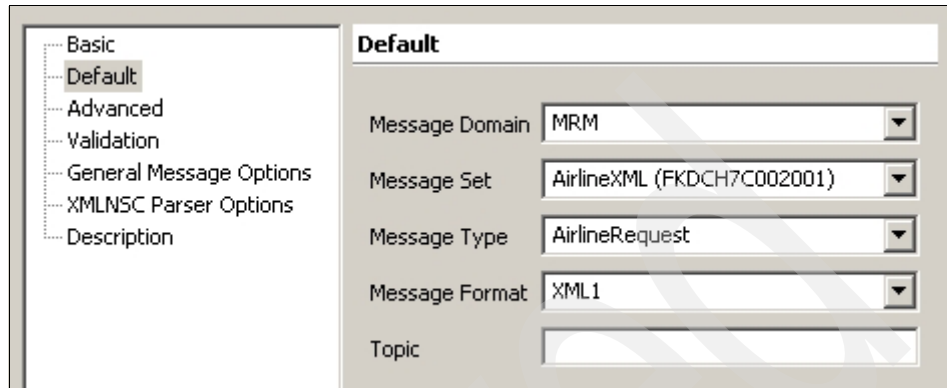 Basic
Default
Advanced
Validation
General Message Options
XMLNSC Parser Options
Description
Default
Message Domain MRM
Message Set AirlineXML (FKDCH7C002001)
Message Type AirlineRequest
Message Format XML1
Topic